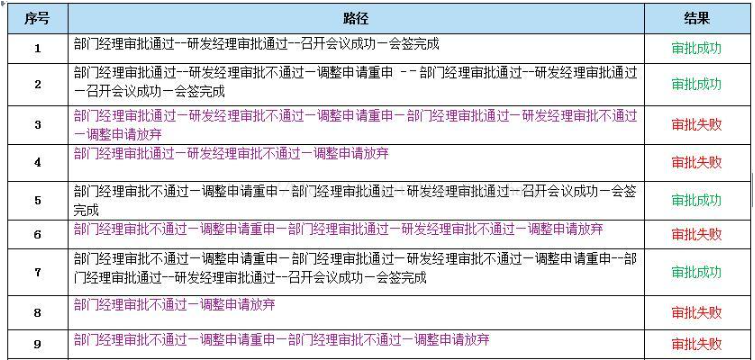 序号 路径 结果
1 部门经理审批通过--研发经理审批通过--召开会议成功—会签完成 审批成功
2 部门经理审批通过--研发经理审批不通过—调整申请重申 --部门经理审批通过--研发经理审批通过
—召开会议成功—会签完成 审批成功
3 部门经理审批通过—研发经理审批不通过—调整申请重申—部门经理审批通过—研发经理审批不通过
—调整申请放弃 审批失败
4 部门经理审批通过—研发经理审批不通过—调整申请放弃 审批失败
5 部门经理审批不通过—调整申请重申—部门经理审批通过—研发经理审批通过—召开会议成功—会签
完成 审批成功
6 部门经理审批不通过—调整申请重申—部门经理审批通过—研发经理审批不通过—调整申请放弃 审批失败
7 部门经理审批不通过—调整申请重申—部门经理审批通过—研发经理审批不通过—调整申请重申--部
门经理审批通过--研发经理审批通过--召开会议成功—会签完成 审批成功
8 部门经理审批不通过—调整申请放弃 审批失败
9 部门经理审批不通过—调整申请重申—部门经理审批不通过—调整申请放弃 审批失败